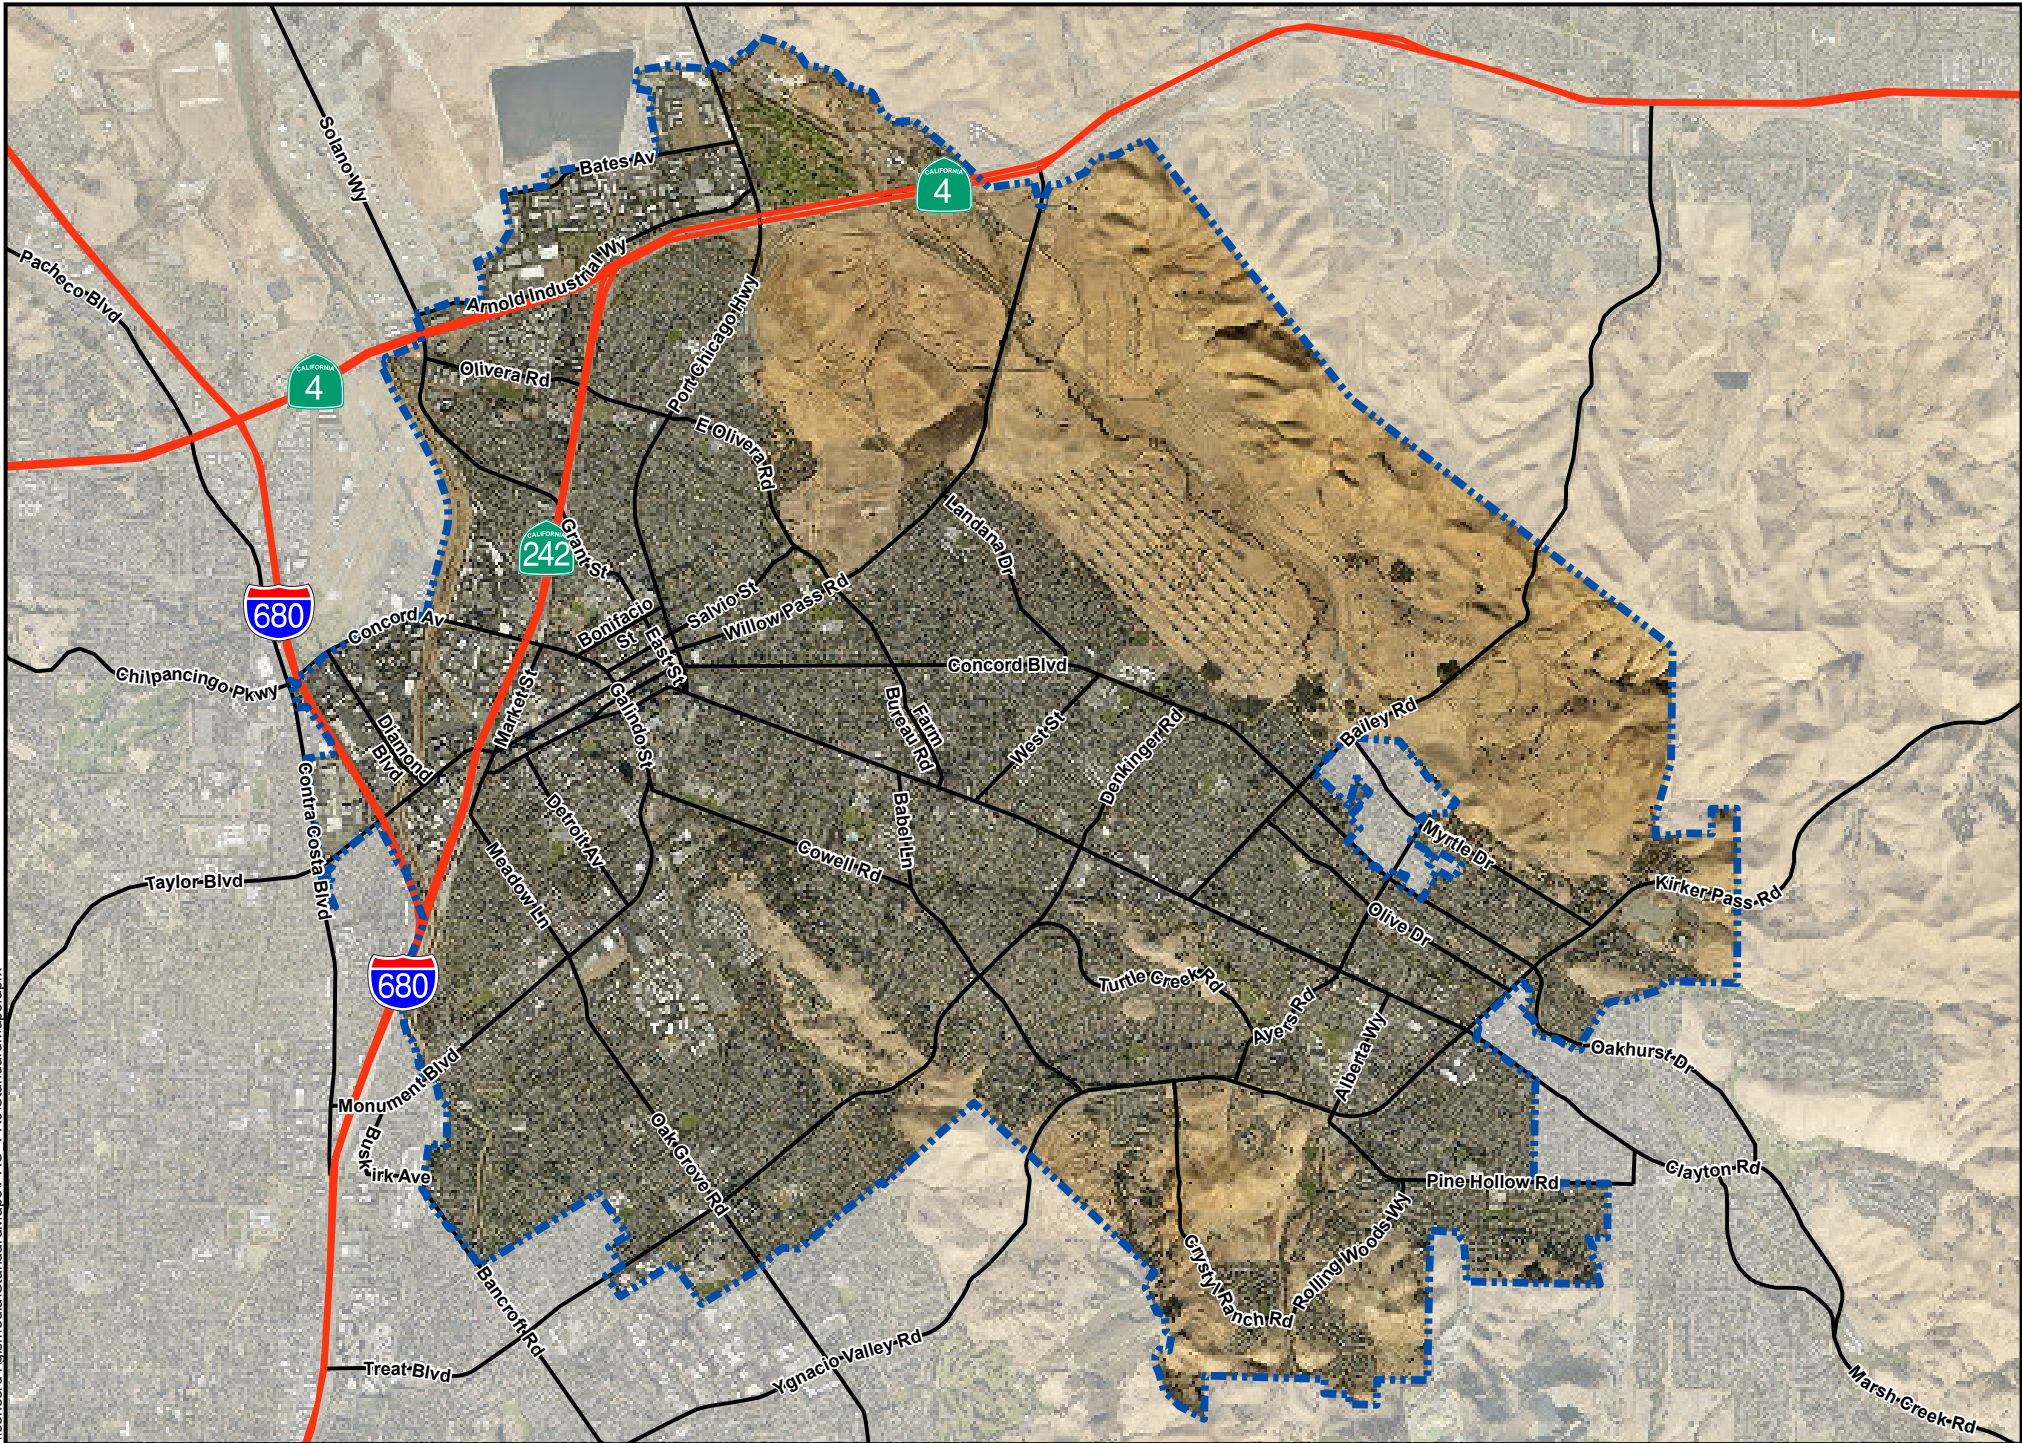 Solano Wy
Bates Av
CALIFORNIA
4
Pacheco Blvd
Arnold Industrial Wy
Port Chicago Hwy
CALIFORNIA
4
Olivera Rd
E Olivera Rd
Landana Dr
CALIFORNIA
242
Grant St
680
Concord Av
Bonifacio
St
Salvio St
Willow Pass Rd
East St
Concord Blvd
Chilpancingo Pkwy
Market St
Galindo St
Diamond
Blvd
Farm
Bureau Rd
West St
Denkinger Rd
Bailey Rd
Contra Costa Blvd
Detroit Av
Babel Ln
Myrtle Dr
Meadow Ln
Cowell Rd
Taylor Blvd
Kirker Pass Rd
Olive Dr
680
Turtle Creek Rd
Ayers Rd
Alberta Wy
Oakhurst Dr
Monument Blvd
Buskirk Ave
Oak Grove Rd
Clayton Rd
Pine Hollow Rd
Crystyl Ranch Rd
Rolling Woods Wy
Bancroft Rd
Treat Blvd
Ygnacio Valley Rd
Marsh Creek Rd